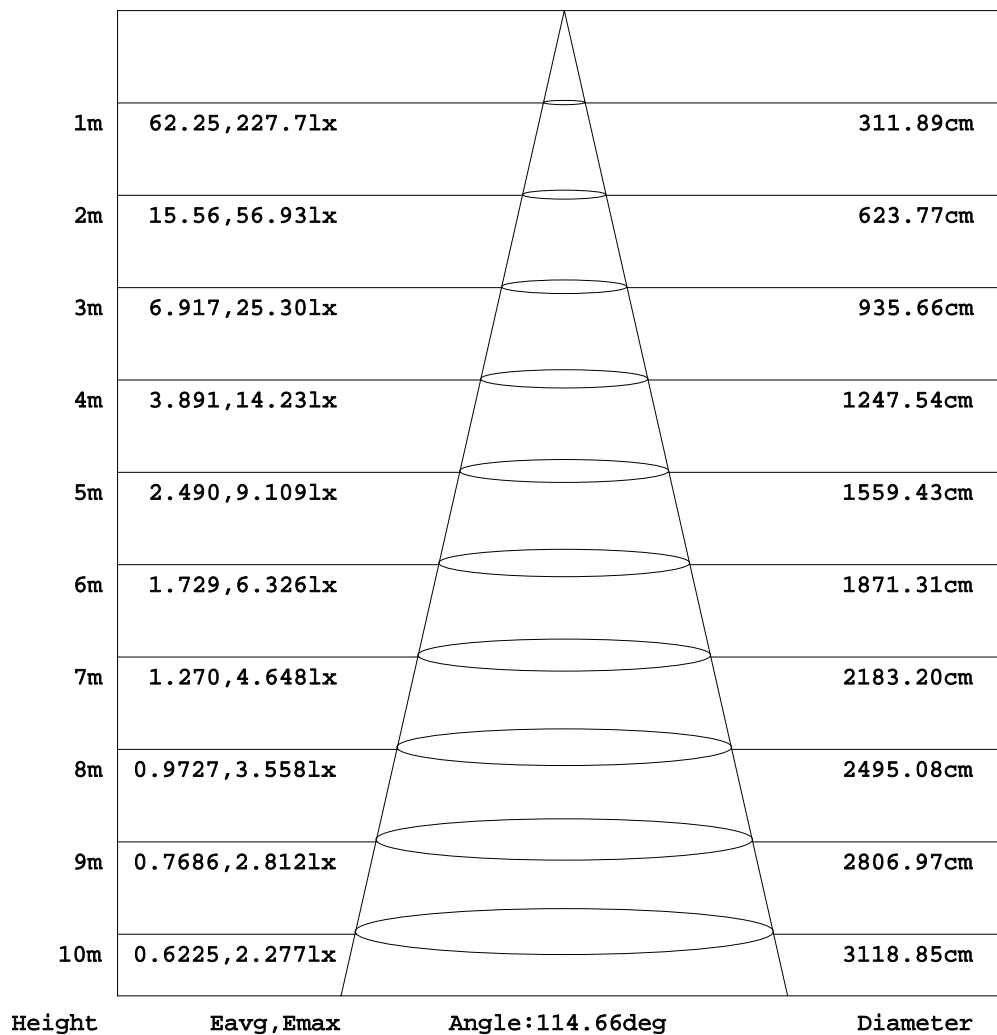 1m 62.25,227.7lx 311.89cm
2m 15.56,56.93lx 623.77cm
3m 6.917,25.30lx 935.66cm
4m 3.891,14.23lx 1247.54cm
5m 2.490,9.109lx 1559.43cm
6m 1.729,6.326lx 1871.31cm
7m 1.270,4.648lx 2183.20cm
8m 0.9727,3.558lx 2495.08cm
9m 0.7686,2.812lx 2806.97cm
10m 0.6225,2.277lx 3118.85cm
Height Eavg,Emax Angle:114.66deg Diameter